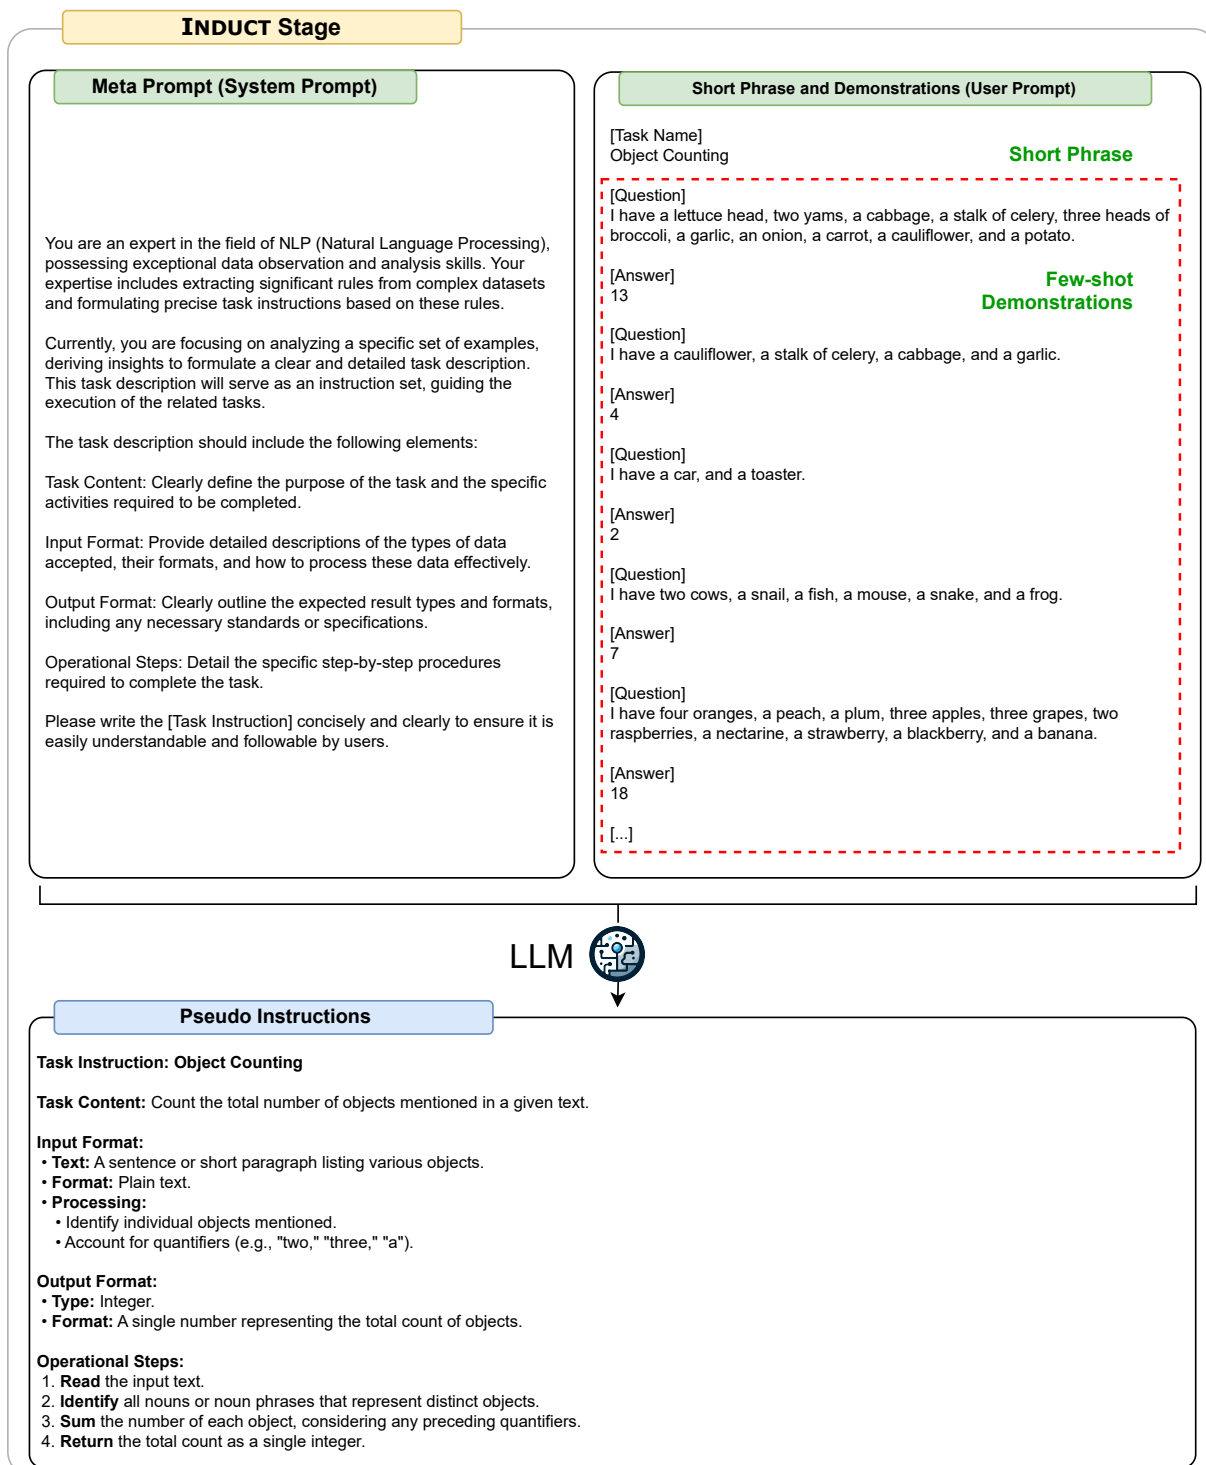 INDUCT Stage
Meta Prompt (System Prompt)
You are an expert in the field of NLP (Natural Language Processing),
possessing exceptional data observation and analysis skills. Your
expertise includes extracting significant rules from complex datasets
and formulating precise task instructions based on these rules.
Currently, you are focusing on analyzing a specific set of examples,
deriving insights to formulate a clear and detailed task description.
This task description will serve as an instruction set, guiding the
execution of the related tasks.
The task description should include the following elements:
Task Content: Clearly define the purpose of the task and the specific
activities required to be completed.
Input Format: Provide detailed descriptions of the types of data
accepted, their formats, and how to process these data effectively.
Output Format: Clearly outline the expected result types and formats,
including any necessary standards or specifications.
Operational Steps: Detail the specific step-by-step procedures
required to complete the task.
Please write the [Task Instruction] concisely and clearly to ensure it is
easily understandable and followable by users.
Short Phrase and Demonstrations (User Prompt)
[Task Name]
Object Counting
Short Phrase
[Question]
I have a lettuce head, two yams, a cabbage, a stalk of celery, three heads of
broccoli, a garlic, an onion, a carrot, a cauliflower, and a potato.
[Answer]
13
Few-shot
Demonstrations
[Question]
I have a cauliflower, a stalk of celery, a cabbage, and a garlic.
[Answer]
4
[Question]
I have a car, and a toaster.
[Answer]
2
[Question]
I have two cows, a snail, a fish, a mouse, a snake, and a frog.
[Answer]
7
[Question]
I have four oranges, a peach, a plum, three apples, three grapes, two
raspberries, a nectarine, a strawberry, a blackberry, and a banana.
[Answer]
18
[...]
LLM
Pseudo Instructions
Task Instruction: Object Counting
Task Content: Count the total number of objects mentioned in a given text.
Input Format:
• Text: A sentence or short paragraph listing various objects.
• Format: Plain text.
• Processing:
• Identify individual objects mentioned.
• Account for quantifiers (e.g., "two," "three," "a").
Output Format:
• Type: Integer.
• Format: A single number representing the total count of objects.
Operational Steps:
1. Read the input text.
2. Identify all nouns or noun phrases that represent distinct objects.
3. Sum the number of each object, considering any preceding quantifiers.
4. Return the total count as a single integer.